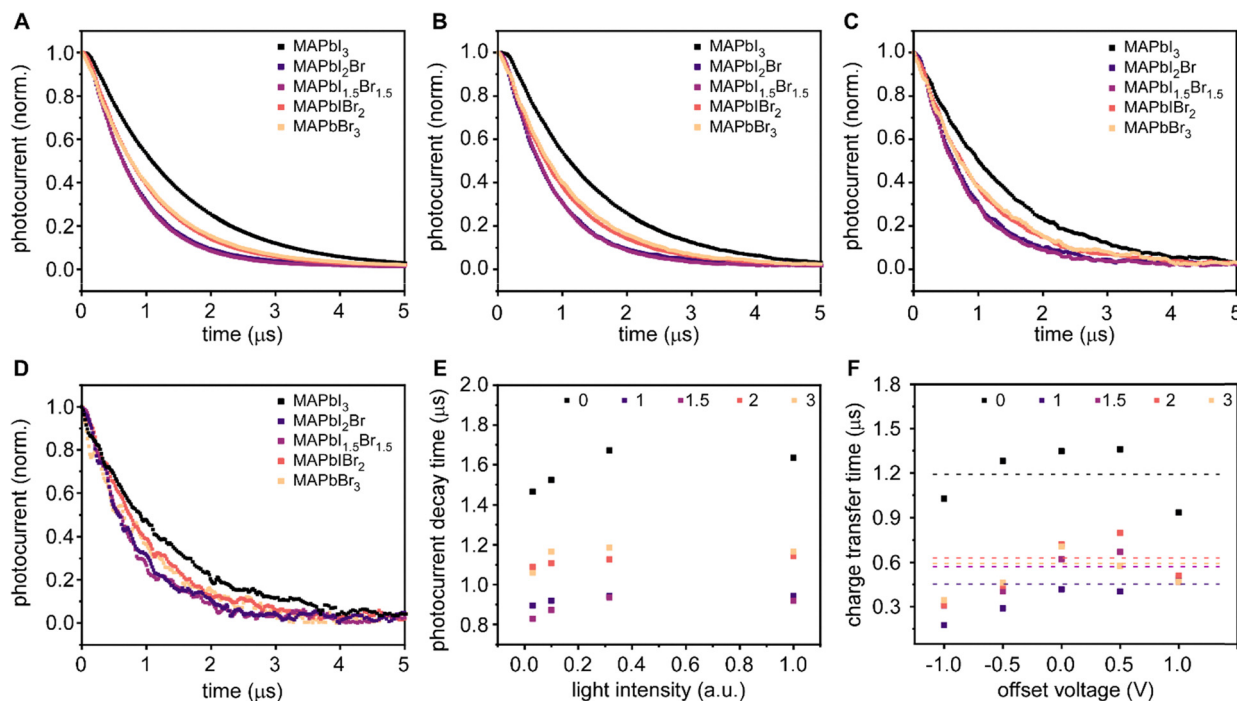 A
photocurrent (norm.)
1.0
0.8
0.6
0.4
0.2
0.0
MAPbI₃
MAPbI₂Br
MAPbI₁.₅Br₁.₅
MAPbIBr₂
MAPbBr₃
0 1 2 3 4 5
time (μs)
B
photocurrent (norm.)
1.0
0.8
0.6
0.4
0.2
0.0
MAPbI₃
MAPbI₂Br
MAPbI₁.₅Br₁.₅
MAPbIBr₂
MAPbBr₃
0 1 2 3 4 5
time (μs)
C
photocurrent (norm.)
1.0
0.8
0.6
0.4
0.2
0.0
MAPbI₃
MAPbI₂Br
MAPbI₁.₅Br₁.₅
MAPbIBr₂
MAPbBr₃
0 1 2 3 4 5
time (μs)
D
photocurrent (norm.)
1.0
0.8
0.6
0.4
0.2
0.0
MAPbI₃
MAPbI₂Br
MAPbI₁.₅Br₁.₅
MAPbIBr₂
MAPbBr₃
0 1 2 3 4 5
time (μs)
E
photocurrent decay time (μs)
2.0
1.8
1.6
1.4
1.2
1.0
0.8
0 1 1.5 2 3
0.0 0.2 0.4 0.6 0.8 1.0
light intensity (a.u.)
F
charge transfer time (μs)
1.8
1.5
1.2
0.9
0.6
0.3
0 1 1.5 2 3
-1.0 -0.5 0.0 0.5 1.0
offset voltage (V)